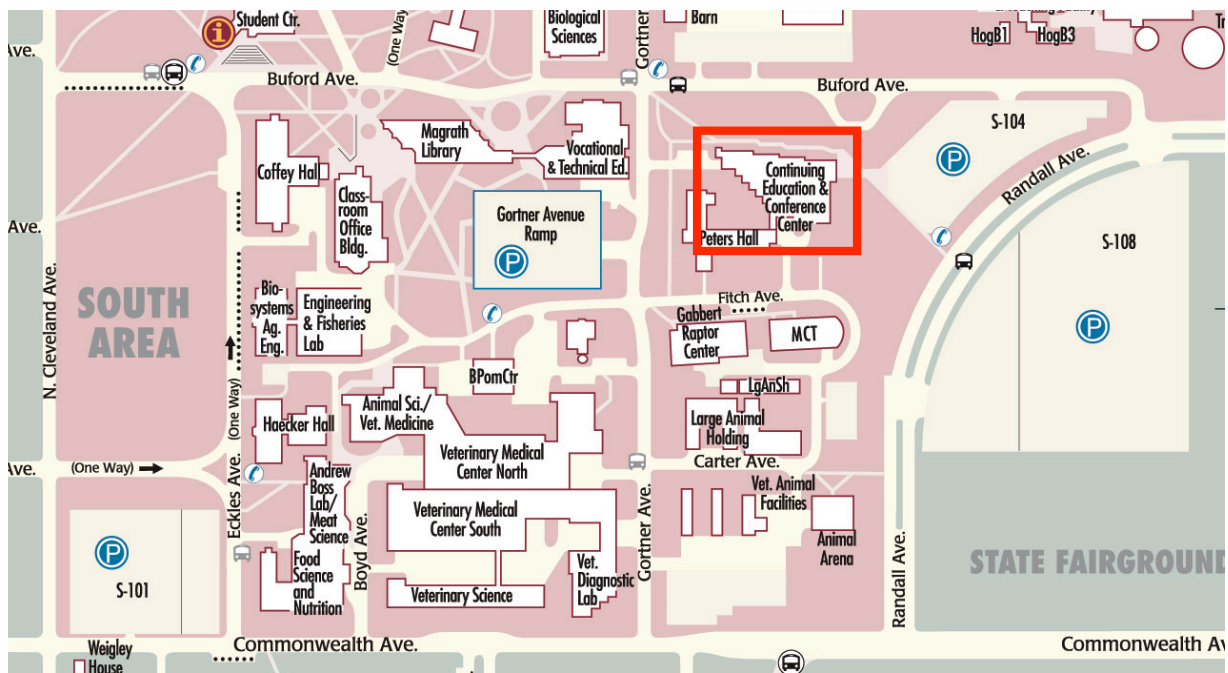 Student Ctr.
(One Way)
Biological
Sciences
Gortner
Barn
HogB1
HogB3
Ave.
Buford Ave.
Buford Ave.
S-104
Magrath
Library
Vocational
& Technical Ed.
Coffey Hall
Class-
room
Office
Bldg.
Gortner Avenue
Ramp
P
Continuing
Education &
Conference
Center
Peters Hall
P
Randall Ave.
S-108
P
Ave.
N. Cleveland Ave.
SOUTH
AREA
Bio-
systems
Ag.
Eng.
Engineering
& Fisheries
Lab
Fitch Ave.
Gabbert
Raptor
Center
MCT
BPomCtr
LgAnSh
Large Animal
Holding
Haecker Hall
Animal Sci./
Vet. Medicine
Veterinary Medical
Center North
Carter Ave.
Ave.
(One Way)
(One Way)
Eckles Ave.
Andrew
Boss
Lab/
Meat
Science
Boyd Ave.
Veterinary Medical
Center South
Gortner Ave.
Vet. Animal
Facilities
Animal
Arena
Randall Ave.
STATE FAIRGROUND
P
S-101
Food
Science
and
Nutrition
Veterinary Science
Vet.
Diagnostic
Lab
Commonwealth Ave.
Commonwealth Av
Weigley
House